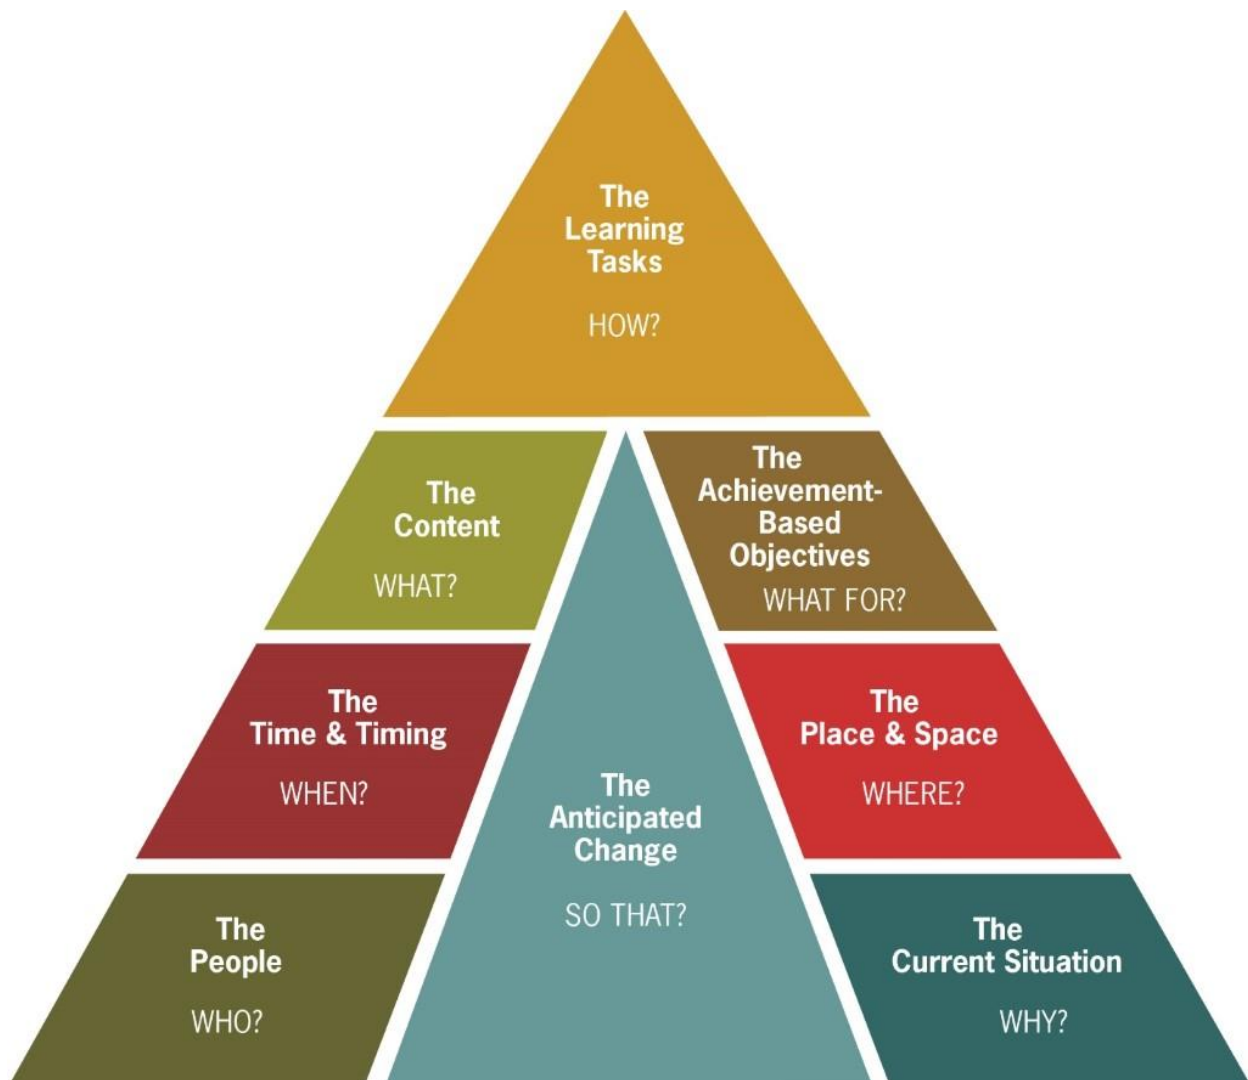 The
Learning
Tasks
HOW?
The
Content
WHAT?
The
Achievement-
Based
Objectives
WHAT FOR?
The
Time & Timing
WHEN?
The
Anticipated
Change
SO THAT?
The
Place & Space
WHERE?
The
People
WHO?
The
Current Situation
WHY?